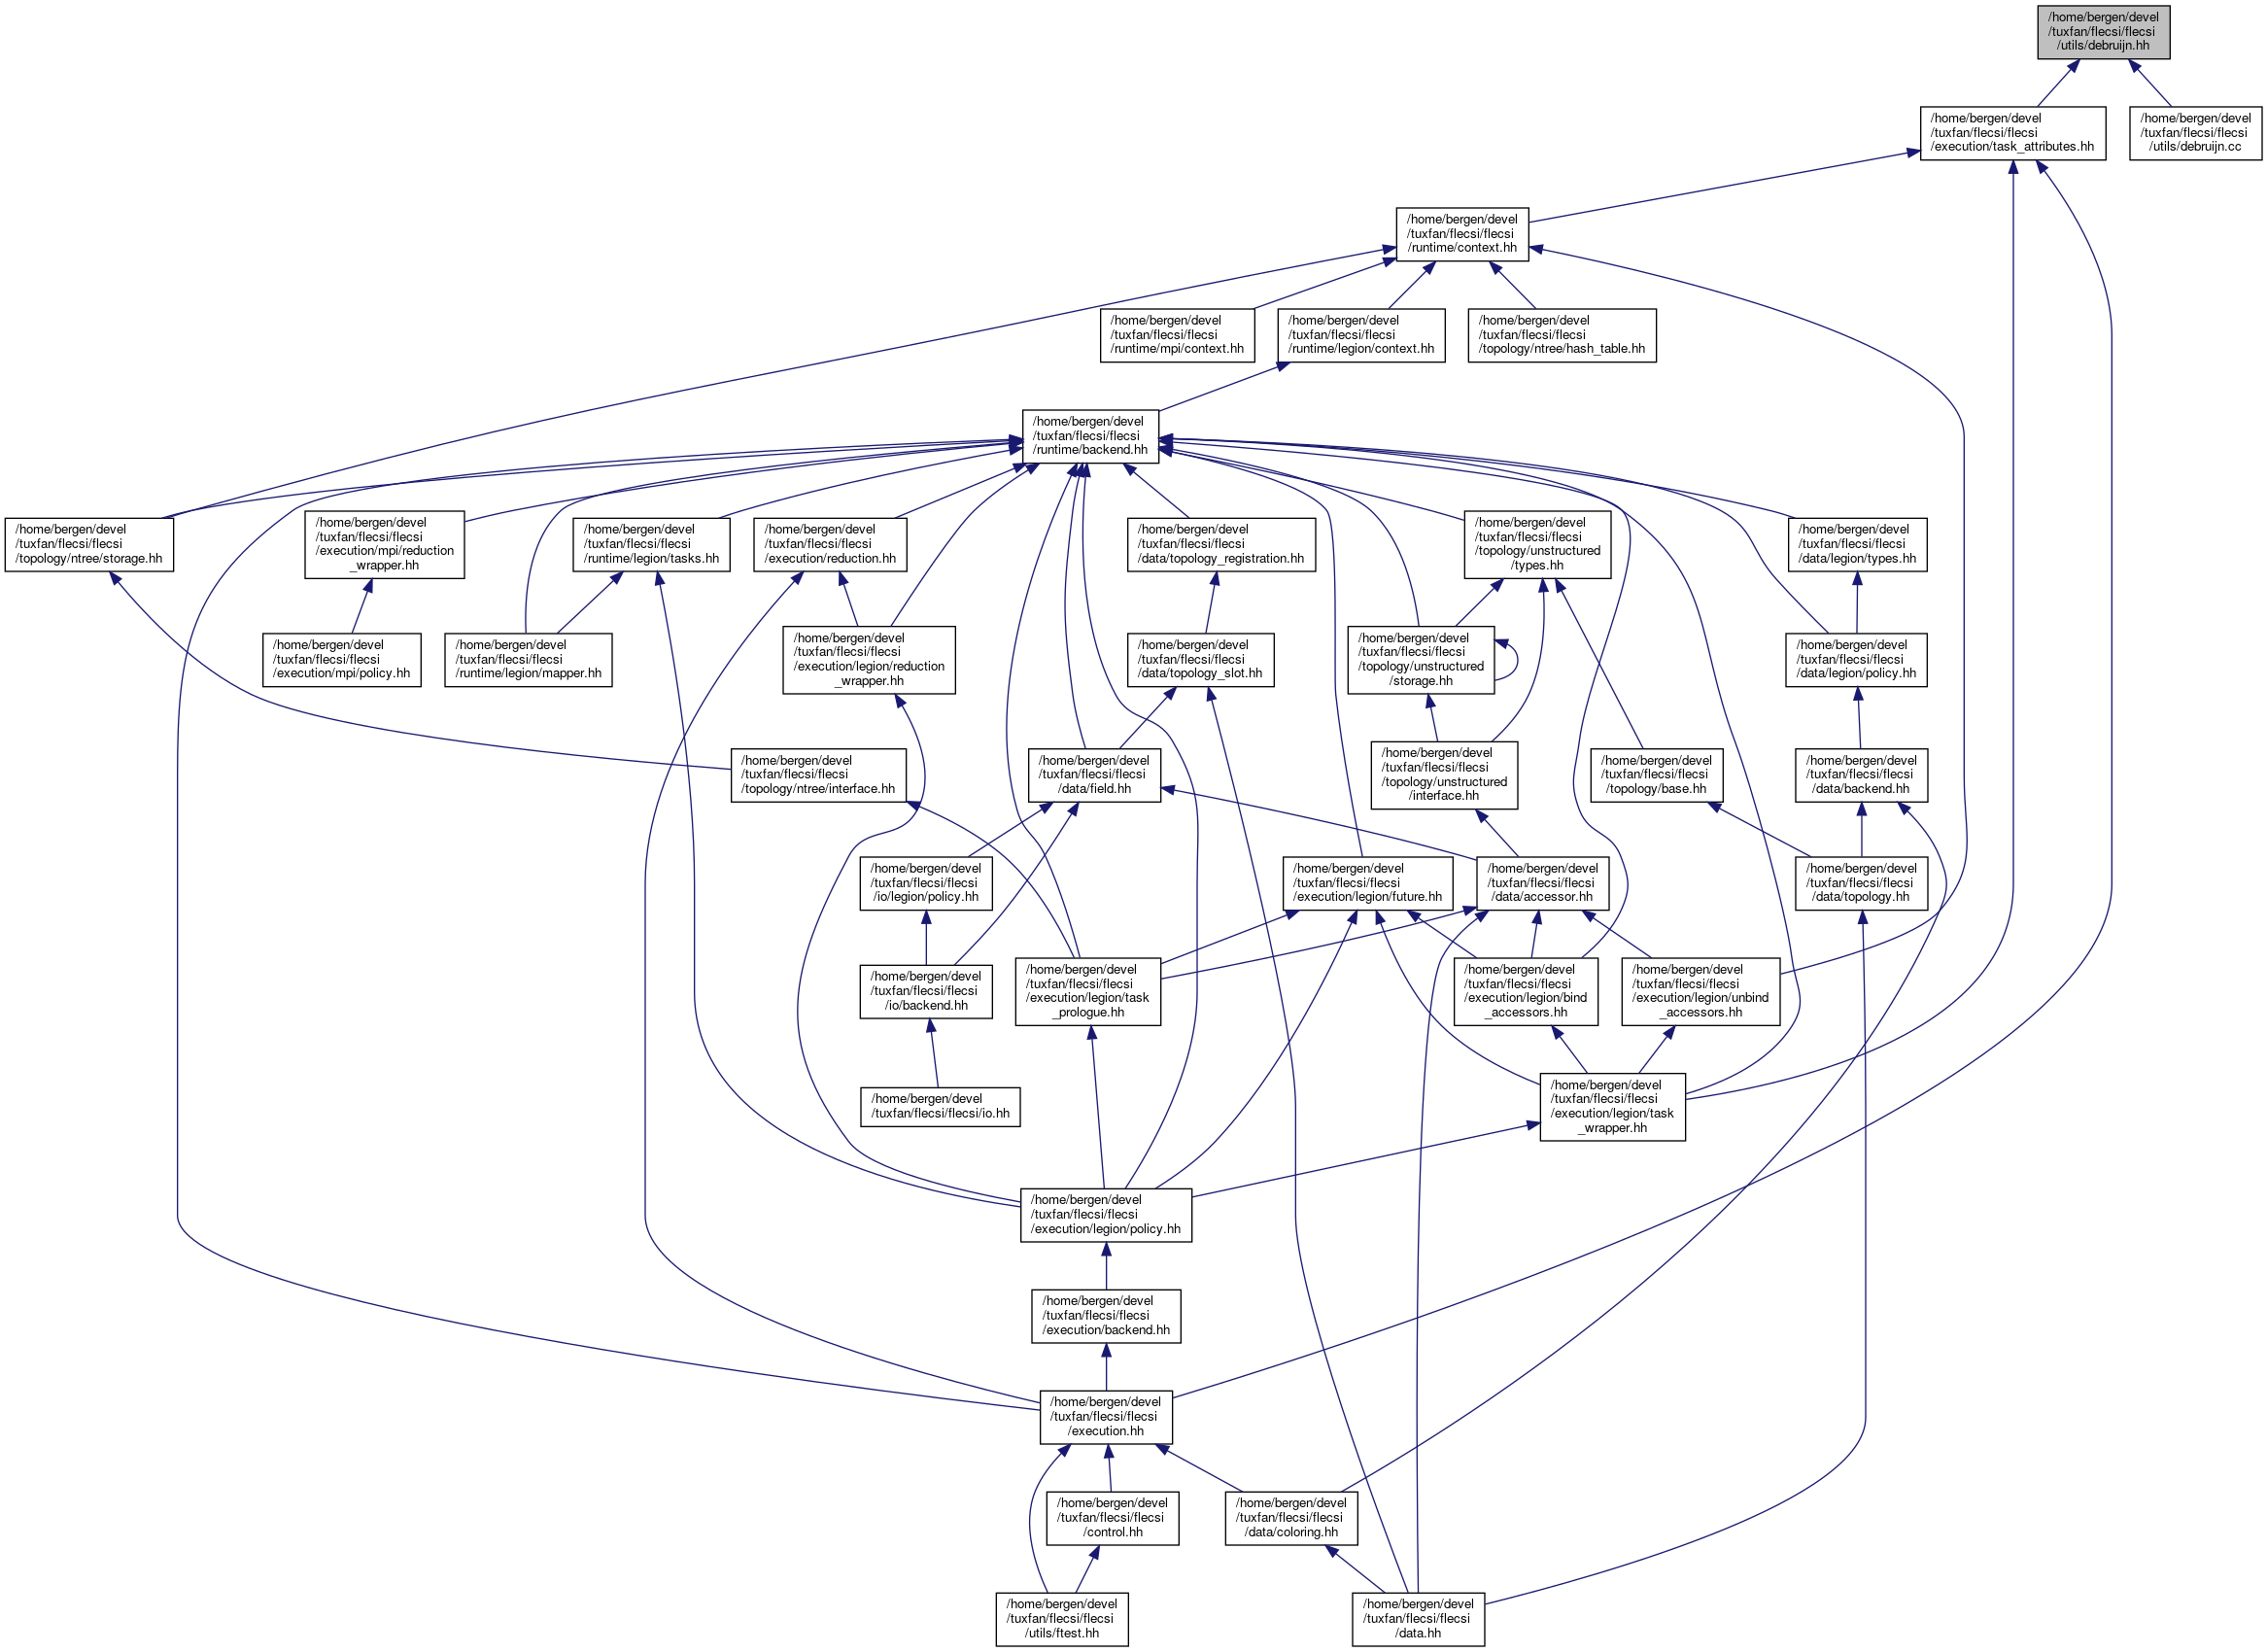 /home/bergen/devel
/tuxfan/flecsi/flecsi
/utils/debruijn.hh
/home/bergen/devel
/tuxfan/flecsi/flecsi
/execution/task_attributes.hh
/home/bergen/devel
/tuxfan/flecsi/flecsi
/utils/debruijn.cc
/home/bergen/devel
/tuxfan/flecsi/flecsi
/runtime/context.hh
/home/bergen/devel
/tuxfan/flecsi/flecsi
/runtime/mpi/context.hh
/home/bergen/devel
/tuxfan/flecsi/flecsi
/runtime/legion/context.hh
/home/bergen/devel
/tuxfan/flecsi/flecsi
/topology/ntree/hash_table.hh
/home/bergen/devel
/tuxfan/flecsi/flecsi
/runtime/backend.hh
/home/bergen/devel
/tuxfan/flecsi/flecsi
/topology/ntree/storage.hh
/home/bergen/devel
/tuxfan/flecsi/flecsi
/execution/mpi/reduction
_wrapper.hh
/home/bergen/devel
/tuxfan/flecsi/flecsi
/runtime/legion/tasks.hh
/home/bergen/devel
/tuxfan/flecsi/flecsi
/execution/reduction.hh
/home/bergen/devel
/tuxfan/flecsi/flecsi
/data/topology_registration.hh
/home/bergen/devel
/tuxfan/flecsi/flecsi
/topology/unstructured
/types.hh
/home/bergen/devel
/tuxfan/flecsi/flecsi
/data/legion/types.hh
/home/bergen/devel
/tuxfan/flecsi/flecsi
/execution/mpi/policy.hh
/home/bergen/devel
/tuxfan/flecsi/flecsi
/runtime/legion/mapper.hh
/home/bergen/devel
/tuxfan/flecsi/flecsi
/execution/legion/reduction
_wrapper.hh
/home/bergen/devel
/tuxfan/flecsi/flecsi
/data/topology_slot.hh
/home/bergen/devel
/tuxfan/flecsi/flecsi
/topology/unstructured
/storage.hh
/home/bergen/devel
/tuxfan/flecsi/flecsi
/data/legion/policy.hh
/home/bergen/devel
/tuxfan/flecsi/flecsi
/topology/ntree/interface.hh
/home/bergen/devel
/tuxfan/flecsi/flecsi
/data/field.hh
/home/bergen/devel
/tuxfan/flecsi/flecsi
/topology/unstructured
/interface.hh
/home/bergen/devel
/tuxfan/flecsi/flecsi
/topology/base.hh
/home/bergen/devel
/tuxfan/flecsi/flecsi
/data/backend.hh
/home/bergen/devel
/tuxfan/flecsi/flecsi
/io/legion/policy.hh
/home/bergen/devel
/tuxfan/flecsi/flecsi
/execution/legion/future.hh
/home/bergen/devel
/tuxfan/flecsi/flecsi
/data/accessor.hh
/home/bergen/devel
/tuxfan/flecsi/flecsi
/data/topology.hh
/home/bergen/devel
/tuxfan/flecsi/flecsi
/io/backend.hh
/home/bergen/devel
/tuxfan/flecsi/flecsi
/execution/legion/task
_prologue.hh
/home/bergen/devel
/tuxfan/flecsi/flecsi
/execution/legion/bind
_accessors.hh
/home/bergen/devel
/tuxfan/flecsi/flecsi
/execution/legion/unbind
_accessors.hh
/home/bergen/devel
/tuxfan/flecsi/flecsi/io.hh
/home/bergen/devel
/tuxfan/flecsi/flecsi
/execution/legion/task
_wrapper.hh
/home/bergen/devel
/tuxfan/flecsi/flecsi
/execution/legion/policy.hh
/home/bergen/devel
/tuxfan/flecsi/flecsi
/execution/backend.hh
/home/bergen/devel
/tuxfan/flecsi/flecsi
/execution.hh
/home/bergen/devel
/tuxfan/flecsi/flecsi
/control.hh
/home/bergen/devel
/tuxfan/flecsi/flecsi
/data/coloring.hh
/home/bergen/devel
/tuxfan/flecsi/flecsi
/utils/ftest.hh
/home/bergen/devel
/tuxfan/flecsi/flecsi
/data.hh